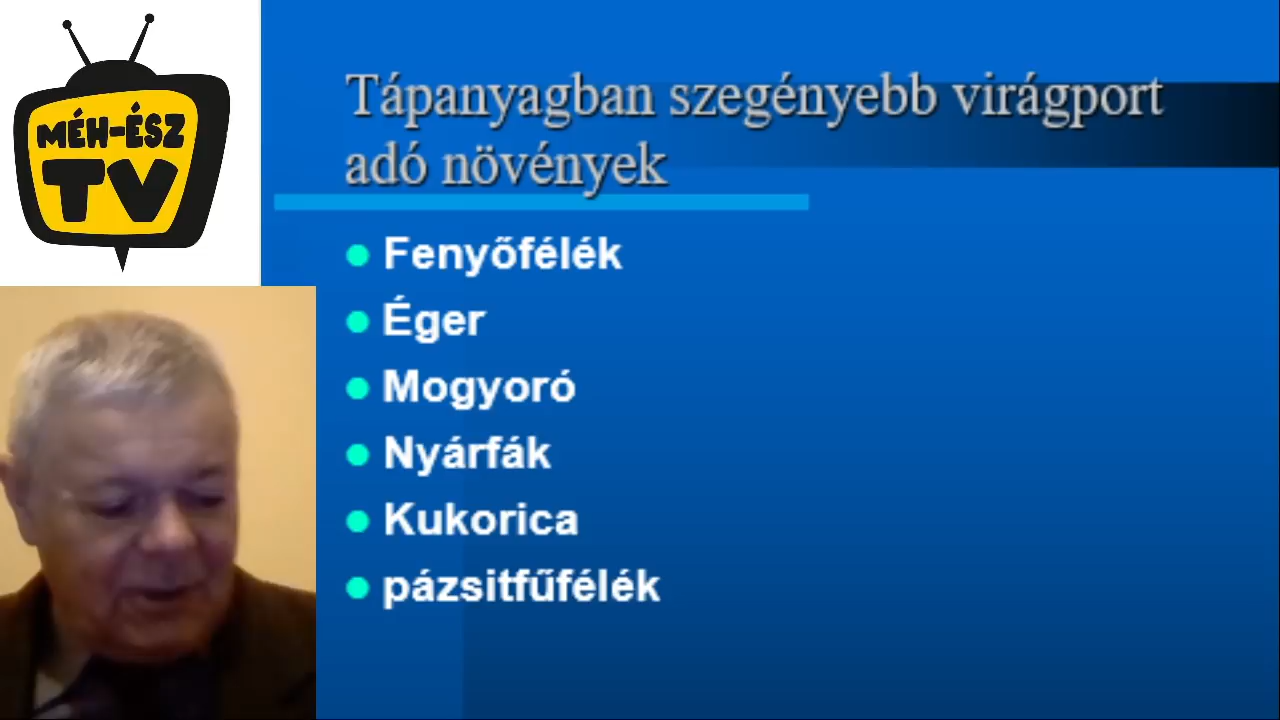 MÉH-ÉSZ
TV
Tápanyagban szegényebb virágport
adó növények
Fenyőfélék
Éger
Mogyoró
Nyárfák
Kukorica
pázsitfűfélék